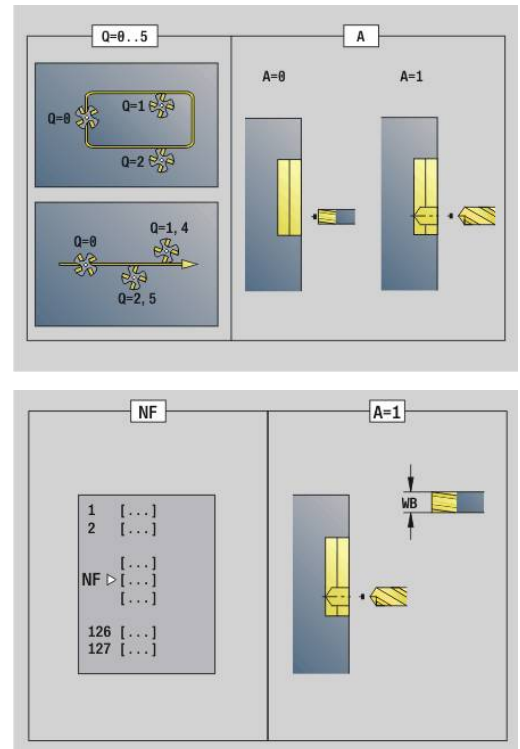 Q=0..5
A
Q=0
Q=1
Q=2
Q=0
Q=1,4
Q=2,5
A=0
A=1
NF
A=1
1 [...]
2 [...]
[...]
NF [...]
[...]
126 [...]
127 [...]
WB